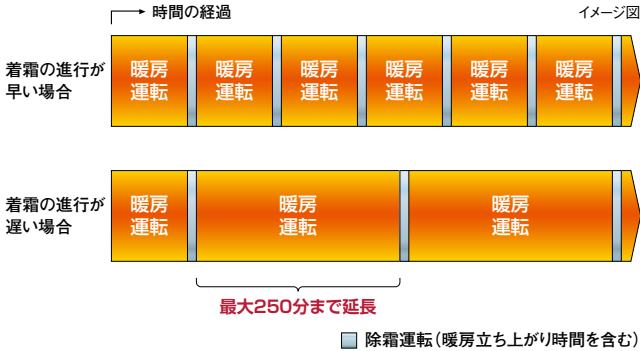 時間の経過
イメージ図
着霜の進行が
早い場合
暖房
運転
暖房
運転
暖房
運転
暖房
運転
暖房
運転
暖房
運転
着霜の進行が
遅い場合
暖房
運転
暖房
運転
暖房
運転
最大250分まで延長
除霜運転(暖房立ち上がり時間を含む)